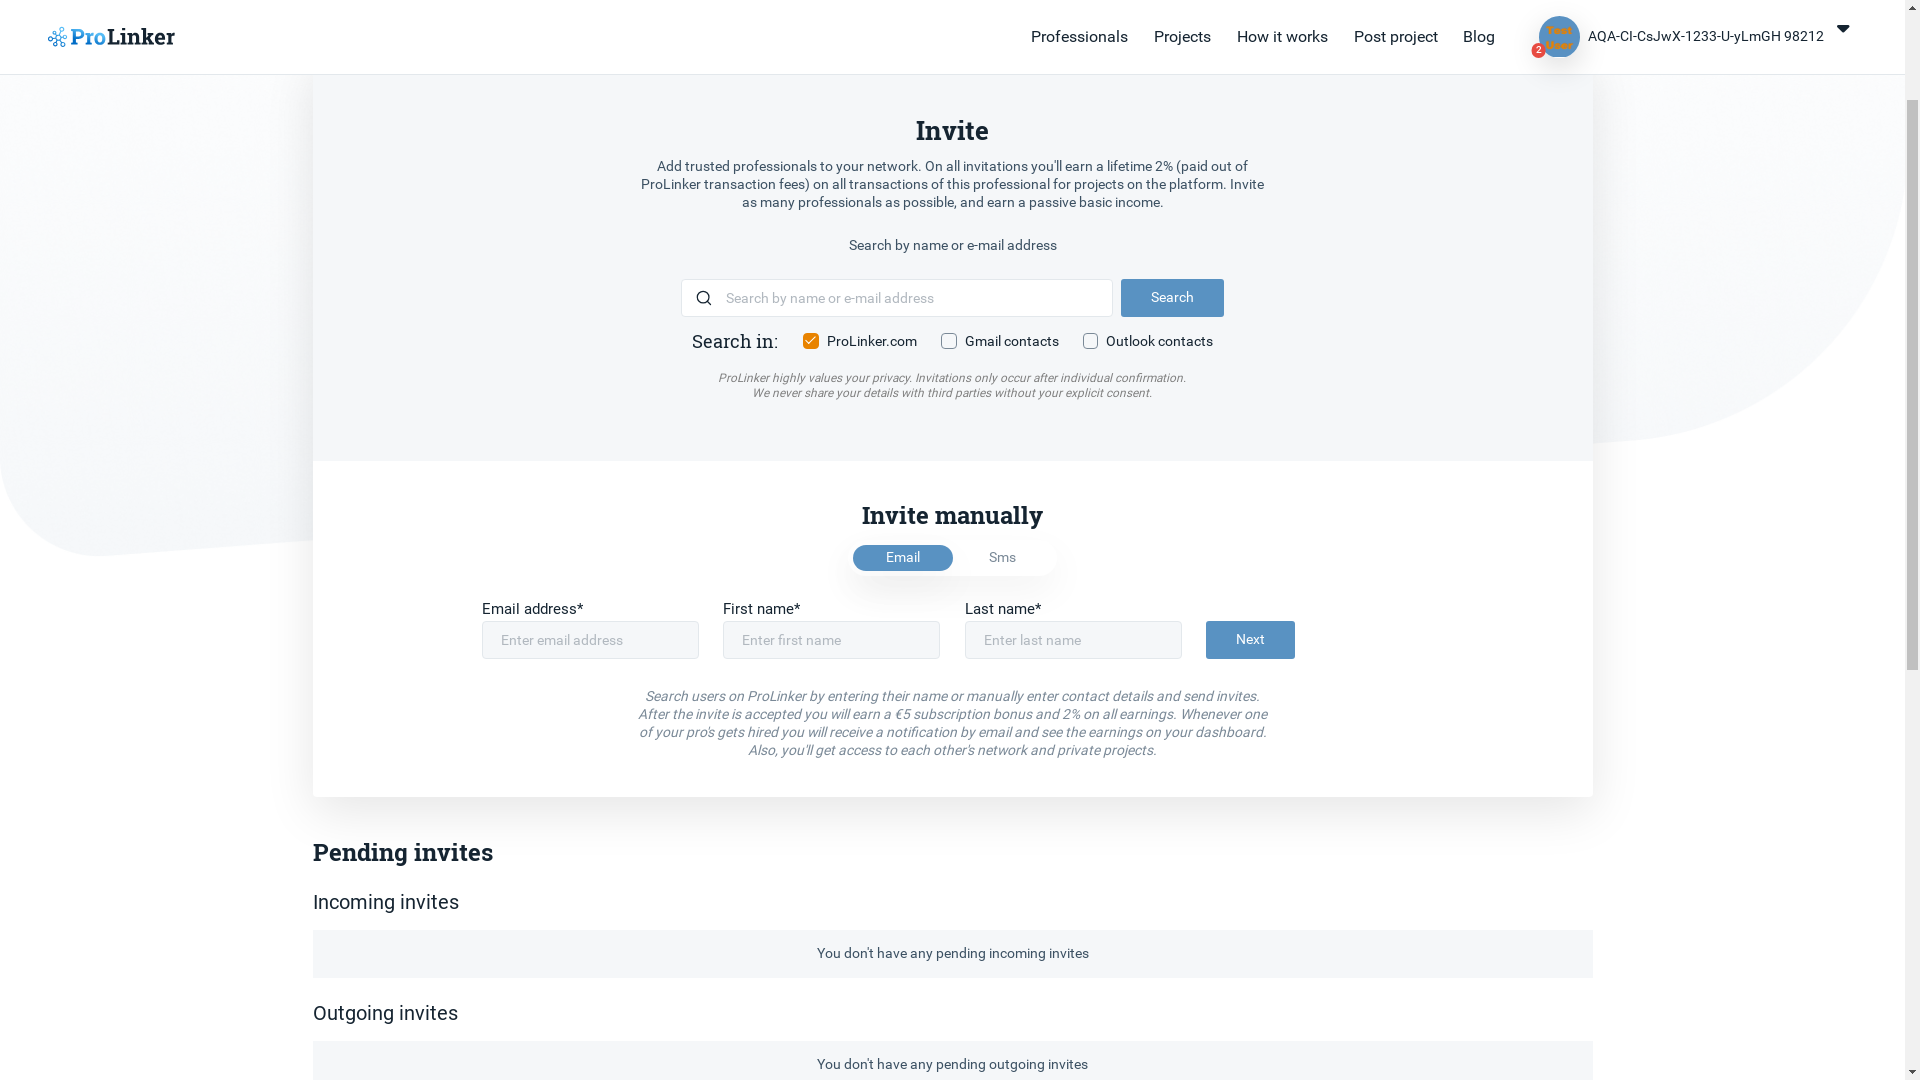 ProLinker
Professionals
Projects
How it works
Post project
Blog
Test
User
2
AQA-CI-CsJwX-1233-U-yLmGH 98212
Invite
Add trusted professionals to your network. On all invitations you'll earn a lifetime 2% (paid out of
ProLinker transaction fees) on all transactions of this professional for projects on the platform. Invite
as many professionals as possible, and earn a passive basic income.
Search by name or e-mail address
Search by name or e-mail address
Search
Search in:
ProLinker.com
Gmail contacts
Outlook contacts
ProLinker highly values your privacy. Invitations only occur after individual confirmation.
We never share your details with third parties without your explicit consent.
Invite manually
Email
Sms
Email address*
First name*
Last name*
Enter email address
Enter first name
Enter last name
Next
Search users on ProLinker by entering their name or manually enter contact details and send invites.
After the invite is accepted you will earn a €5 subscription bonus and 2% on all earnings. Whenever one
of your pro's gets hired you will receive a notification by email and see the earnings on your dashboard.
Also, you'll get access to each other's network and private projects.
Pending invites
Incoming invites
You don't have any pending incoming invites
Outgoing invites
You don't have any pending outgoing invites